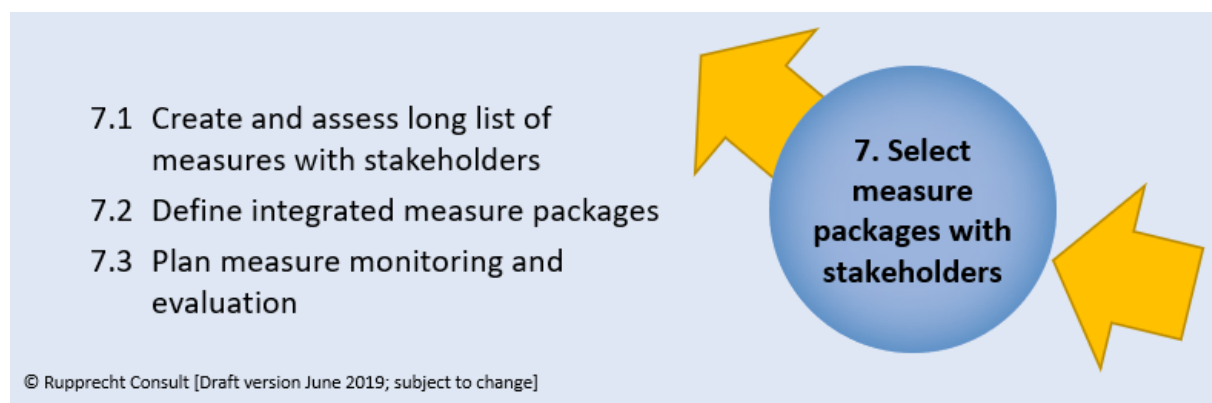 7.1 Create and assess long list of
measures with stakeholders
7.2 Define integrated measure packages
7.3 Plan measure monitoring and
evaluation
7. Select
measure
packages with
stakeholders
© Rupprecht Consult [Draft version June 2019; subject to change]